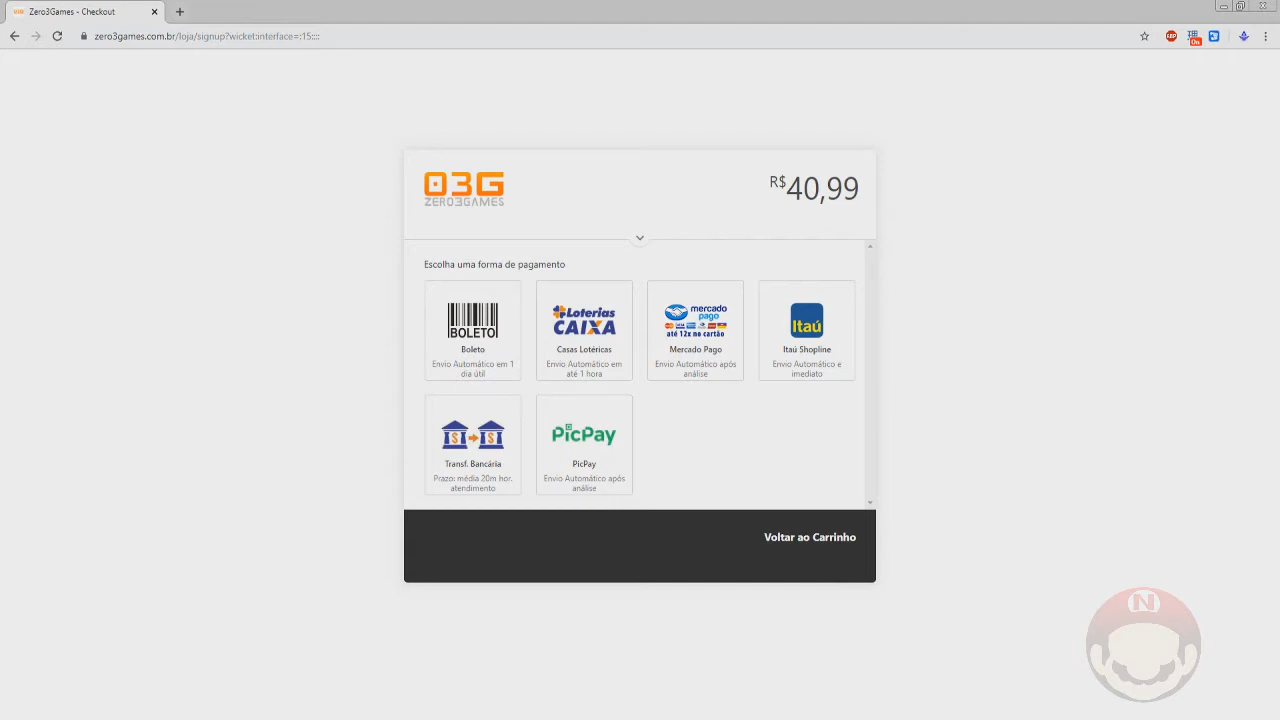 Zero3Games - Checkout
zero3games.com.br/loja/signup?wicket:interface=:15::::
ABP
On
03G
ZERO3GAMES
R$40,99
Escolha uma forma de pagamento
BOLETO
Boleto
Envio Automático em 1
dia útil
Loterias
CAIXA
Casas Lotéricas
Envio Automático em
até 1 hora
mercado
pago
até 12x no cartão
Mercado Pago
Envio Automático após
análise
Itaú
Itaú Shopline
Envio Automático e
imediato
$ $
Transf. Bancária
Prazo: média 20m hor.
atendimento
PicPay
PicPay
Envio Automático após
análise
Voltar ao Carrinho
N